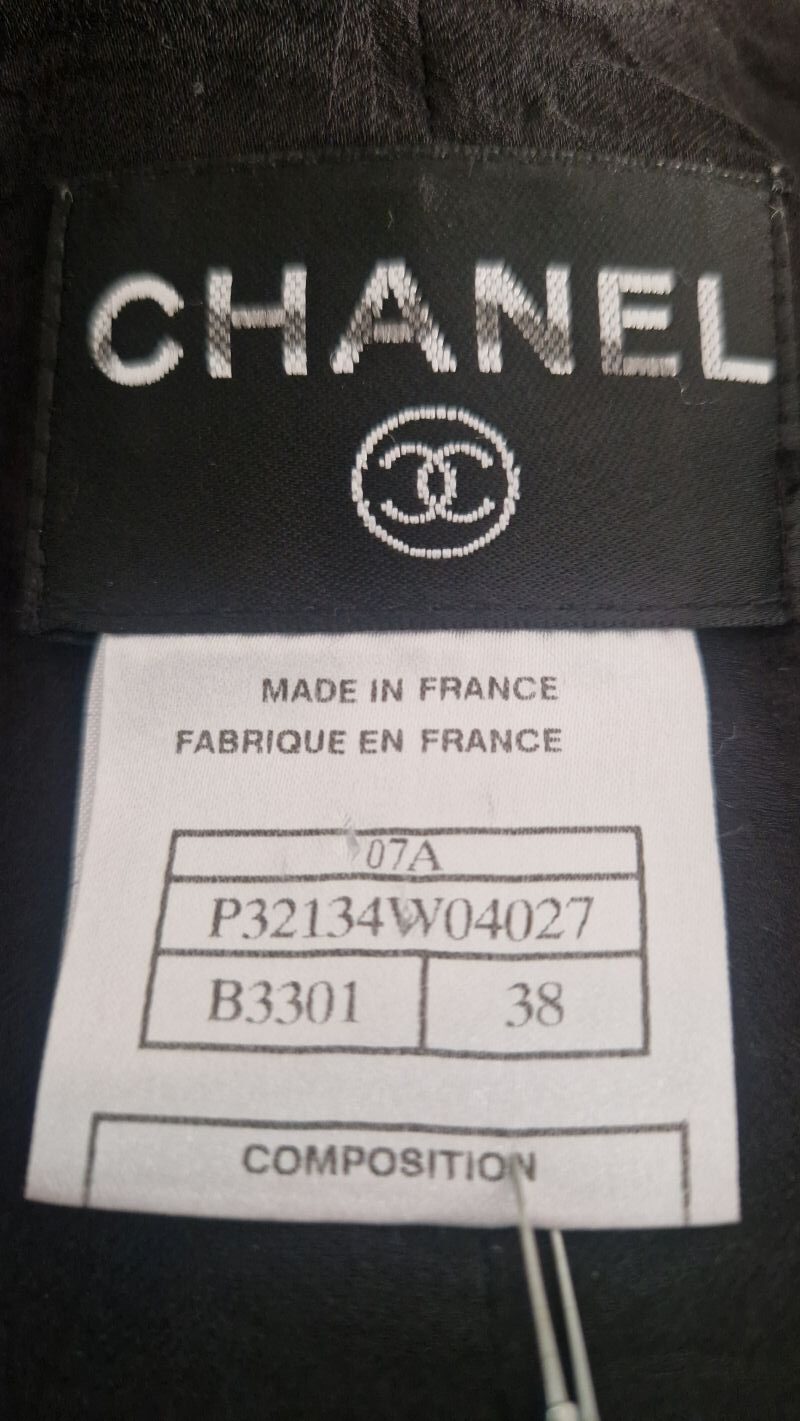 CHANEL
MADE IN FRANCE
FABRIQUE EN FRANCE
07A
P32134W04027
B3301 38
COMPOSITION